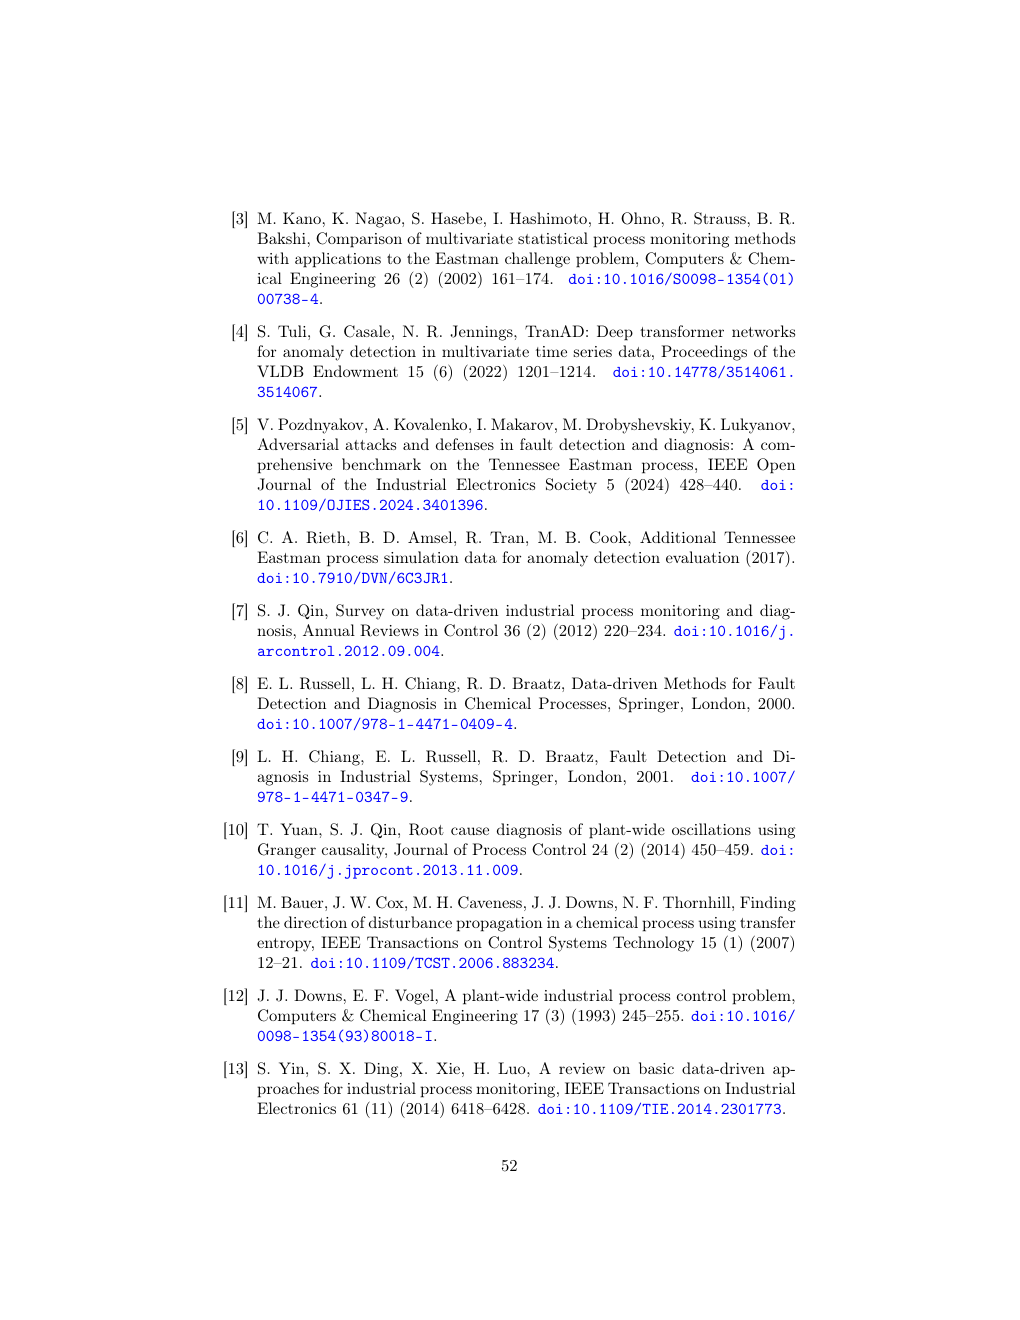 [3] M. Kano, K. Nagao, S. Hasebe, I. Hashimoto, H. Ohno, R. Strauss, B. R.
Bakshi, Comparison of multivariate statistical process monitoring methods
with applications to the Eastman challenge problem, Computers & Chem-
ical Engineering 26 (2) (2002) 161–174. doi:10.1016/S0098-1354(01)
00738-4.
[4] S. Tuli, G. Casale, N. R. Jennings, TranAD: Deep transformer networks
for anomaly detection in multivariate time series data, Proceedings of the
VLDB Endowment 15 (6) (2022) 1201–1214. doi:10.14778/3514061.
3514067.
[5] V. Pozdnyakov, A. Kovalenko, I. Makarov, M. Drobyshevskiy, K. Lukyanov,
Adversarial attacks and defenses in fault detection and diagnosis: A com-
prehensive benchmark on the Tennessee Eastman process, IEEE Open
Journal of the Industrial Electronics Society 5 (2024) 428–440. doi:
10.1109/OJIES.2024.3401396.
[6] C. A. Rieth, B. D. Amsel, R. Tran, M. B. Cook, Additional Tennessee
Eastman process simulation data for anomaly detection evaluation (2017).
doi:10.7910/DVN/6C3JR1.
[7] S. J. Qin, Survey on data-driven industrial process monitoring and diag-
nosis, Annual Reviews in Control 36 (2) (2012) 220–234. doi:10.1016/j.
arcontrol.2012.09.004.
[8] E. L. Russell, L. H. Chiang, R. D. Braatz, Data-driven Methods for Fault
Detection and Diagnosis in Chemical Processes, Springer, London, 2000.
doi:10.1007/978-1-4471-0409-4.
[9] L. H. Chiang, E. L. Russell, R. D. Braatz, Fault Detection and Di-
agnosis in Industrial Systems, Springer, London, 2001. doi:10.1007/
978-1-4471-0347-9.
[10] T. Yuan, S. J. Qin, Root cause diagnosis of plant-wide oscillations using
Granger causality, Journal of Process Control 24 (2) (2014) 450–459. doi:
10.1016/j.jprocont.2013.11.009.
[11] M. Bauer, J. W. Cox, M. H. Caveness, J. J. Downs, N. F. Thornhill, Finding
the direction of disturbance propagation in a chemical process using transfer
entropy, IEEE Transactions on Control Systems Technology 15 (1) (2007)
12–21. doi:10.1109/TCST.2006.883234.
[12] J. J. Downs, E. F. Vogel, A plant-wide industrial process control problem,
Computers & Chemical Engineering 17 (3) (1993) 245–255. doi:10.1016/
0098-1354(93)80018-I.
[13] S. Yin, S. X. Ding, X. Xie, H. Luo, A review on basic data-driven ap-
proaches for industrial process monitoring, IEEE Transactions on Industrial
Electronics 61 (11) (2014) 6418–6428. doi:10.1109/TIE.2014.2301773.
52